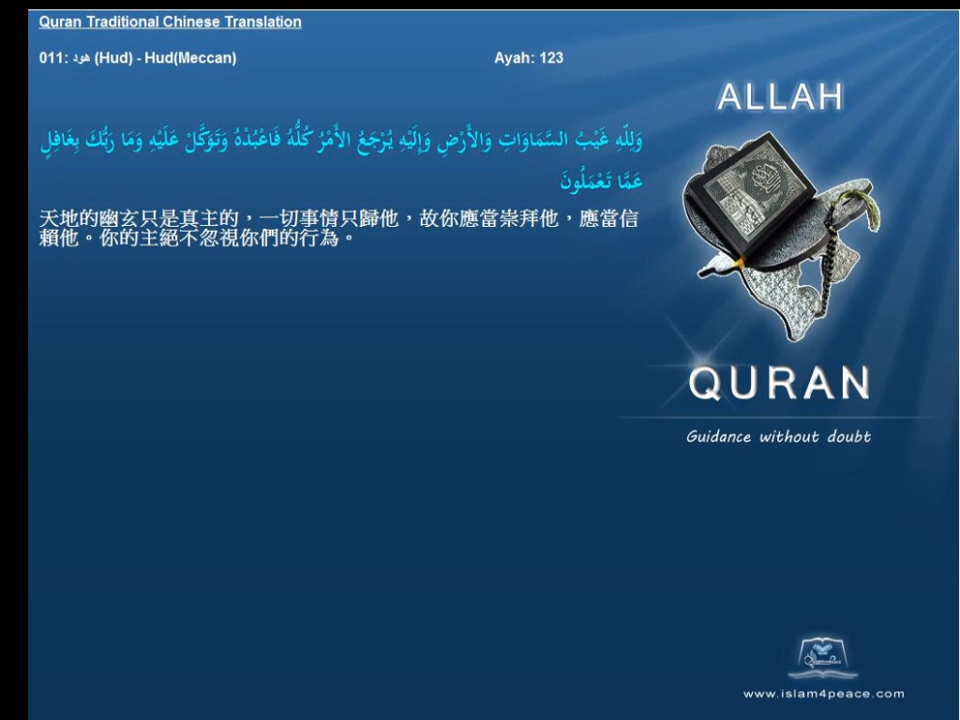 Quran Traditional Chinese Translation
011: هود (Hud) - Hud(Meccan)
Ayah: 123
وَلِلّهِ غَيْبُ السَّمَاوَاتِ وَالأَرْضِ وَإِلَيْهِ يُرْجَعُ الأَمْرُ كُلُّهُ فَاعْبُدْهُ وَتَوَكَّلْ عَلَيْهِ وَمَا رَبُّكَ بِغَافِلٍ
عَمَّا تَعْمَلُونَ
天地的幽玄只是真主的，一切事情只歸他，故你應當崇拜他，應當信
賴他。你的主絕不忽視你們的行為。
ALLAH
QURAN
Guidance without doubt
www.islam4peace.com